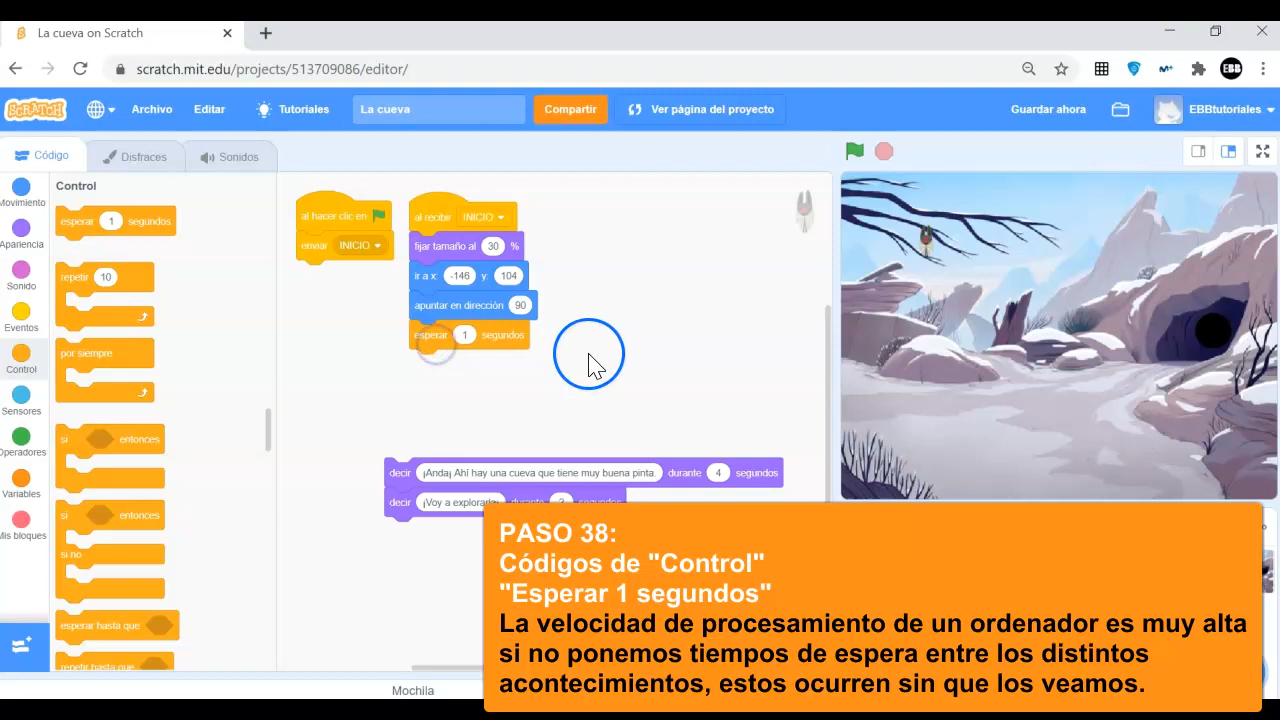 La cueva on Scratch
scratch.mit.edu/projects/513709086/editor/
EBB
SCRATCH
Archivo
Editar
Tutoriales
La cueva
Compartir
Ver página del proyecto
Guardar ahora
EBBtutoriales
Código
Disfraces
Sonidos
Movimiento
Apariencia
Sonido
Eventos
Control
Sensores
Operadores
Variables
Mis bloques
Control
esperar 1 segundos
repetir 10
por siempre
si entonces
si entonces
si no
esperar hasta que
repetir hasta que
al hacer clic en
enviar INICIO
al recibir INICIO
fijar tamaño al 30 %
ir a x: -146 y: 104
apuntar en dirección 90
esperar 1 segundos
decir ¡Anda¡ Ahí hay una cueva que tiene muy buena pinta. durante 4 segundos
decir ¡Voy a explorarla!
Mochila
PASO 38:
Códigos de "Control"
"Esperar 1 segundos"
La velocidad de procesamiento de un ordenador es muy alta
si no ponemos tiempos de espera entre los distintos
acontecimientos, estos ocurren sin que los veamos.